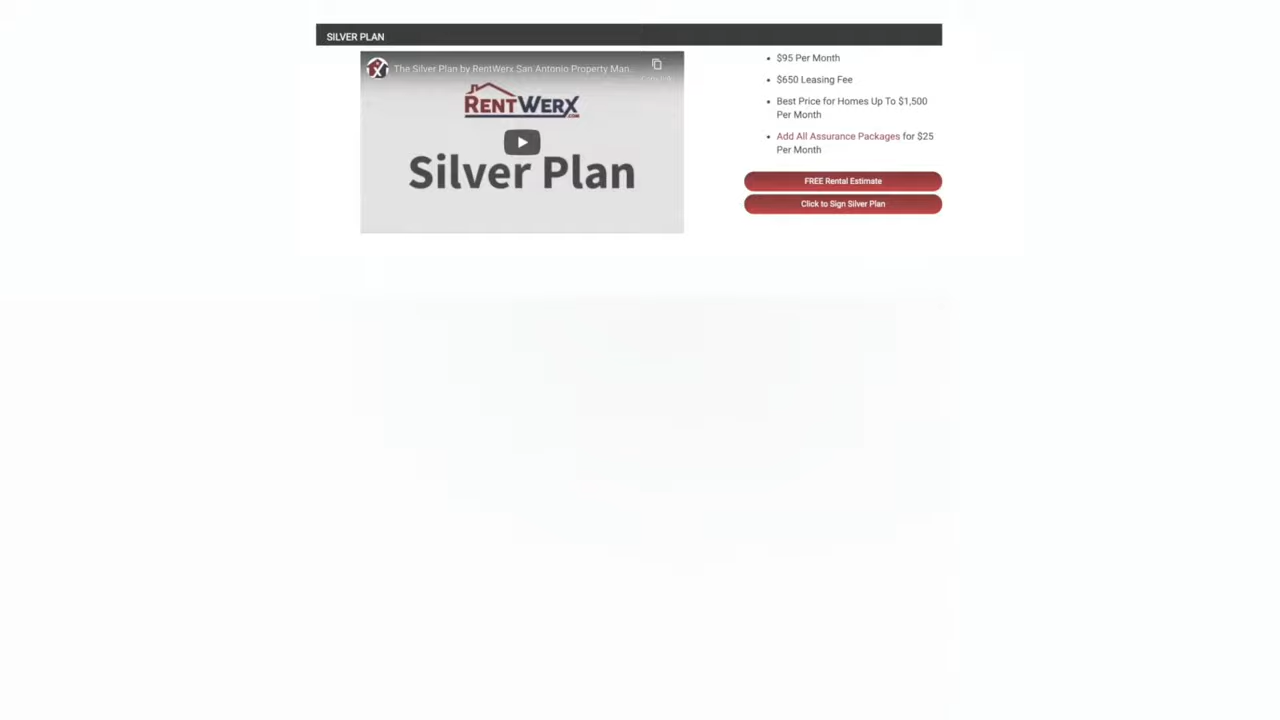 SILVER PLAN
The Silver Plan by RentWerx San Antonio Property Man...
RENTWERX
.COM
Silver Plan
• $95 Per Month
• $650 Leasing Fee
• Best Price for Homes Up To $1,500
Per Month
• Add All Assurance Packages for $25
Per Month
FREE Rental Estimate
Click to Sign Silver Plan